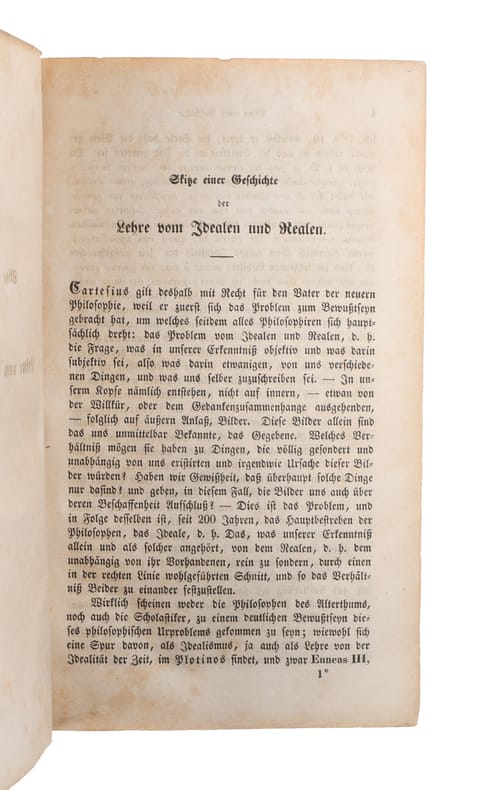 Skitze einer Geschichte
der
Lehre vom Idealen und Realen.
Cartesius gilt deshalb mit Recht für den Vater der neuern
Philosophie, weil er zuerst sich das Problem zum Bewußtseyn
gebracht hat, um welches seitdem alles Philosophiren sich haupt-
sächlich dreht: das Problem vom Idealen und Realen, d. h.
die Frage, was in unserer Erkenntniß objektiv und was darin
subjektiv sei, also was darin etwanigen, von uns verschiede-
nen Dingen, und was uns selber zuzuschreiben sei. — In un-
serm Kopfe nämlich entstehen, nicht auf innern, — etwan von
der Willkür, oder dem Gedankenzusammenhange ausgehenden,
— folglich auf äußern Anlaß, Bilder. Diese Bilder allein sind
das uns unmittelbar Bekannte, das Gegebene. Welches Ver-
hältniß mögen sie haben zu Dingen, die völlig gesondert und
unabhängig von uns existirten und irgendwie Ursache dieser Bil-
der würden? Haben wir Gewißheit, daß überhaupt solche Dinge
nur dasind? und geben, in diesem Fall, die Bilder uns auch über
deren Beschaffenheit Aufschluß? — Dies ist das Problem, und
in Folge desselben ist, seit 200 Jahren, das Hauptbestreben der
Philosophen, das Ideale, d. h. Das, was unserer Erkenntniß
allein und als solcher angehört, von dem Realen, d. h. dem
unabhängig von ihr Vorhandenen, rein zu sondern, durch einen
in der rechten Linie wohlgeführten Schnitt, und so das Verhält-
niß Beider zu einander festzustellen.
Wirklich scheinen weder die Philosophen des Alterthums,
noch auch die Scholastiker, zu einem deutlichen Bewußtseyn die-
ses philosophischen Urproblems gekommen zu seyn; wiewohl sich
eine Spur davon, als Idealismus, ja auch als Lehre von der
Idealität der Zeit, im Plotinos findet, und zwar Enneas III,
1*